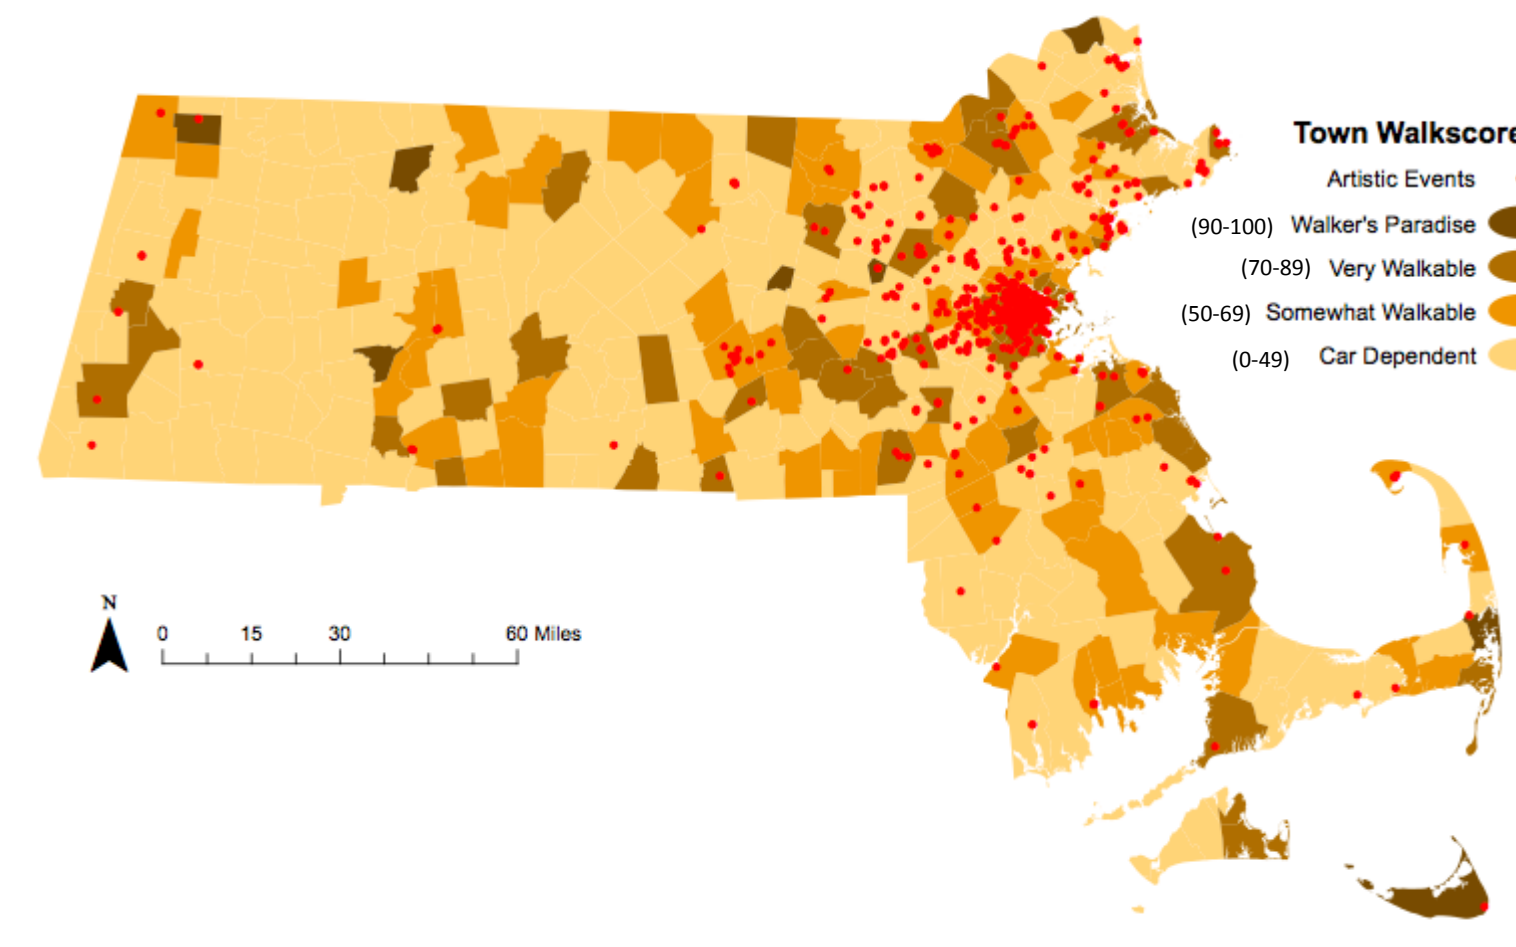 Town Walkscore
Artistic Events
(90-100) Walker's Paradise
(70-89) Very Walkable
(50-69) Somewhat Walkable
(0-49) Car Dependent
N
0 15 30 60 Miles